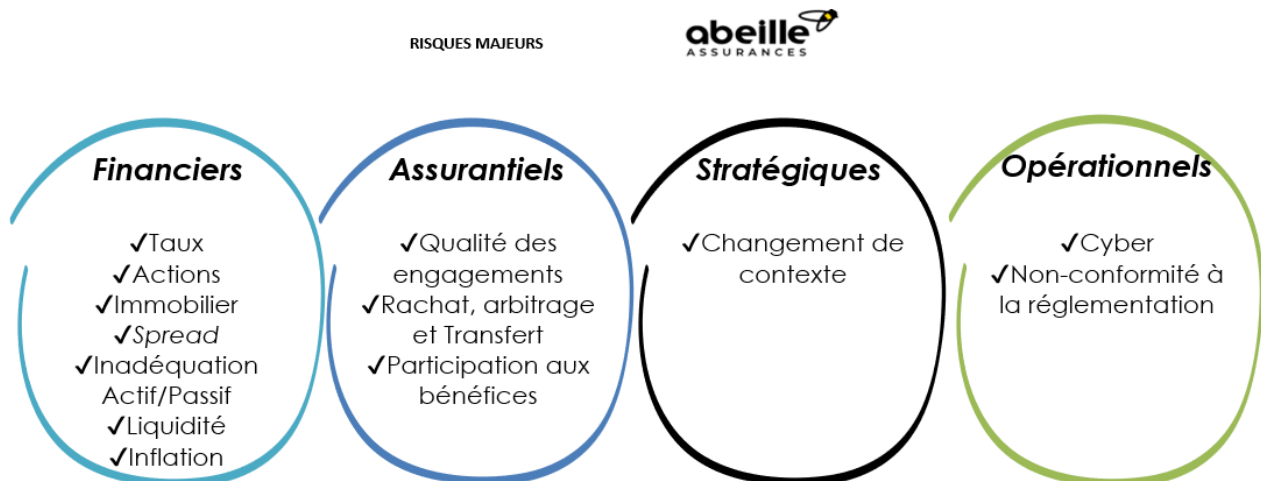 RISQUES MAJEURS
abeille
ASSURANCES
Financiers
✓Taux
✓Actions
✓Immobilier
✓Spread
✓Inadéquation
Actif/Passif
✓Liquidité
✓Inflation
Assurantiels
✓Qualité des
engagements
✓Rachat, arbitrage
et Transfert
✓Participation aux
bénéfices
Stratégiques
✓Changement de
contexte
Opérationnels
✓Cyber
✓Non-conformité à
la réglementation